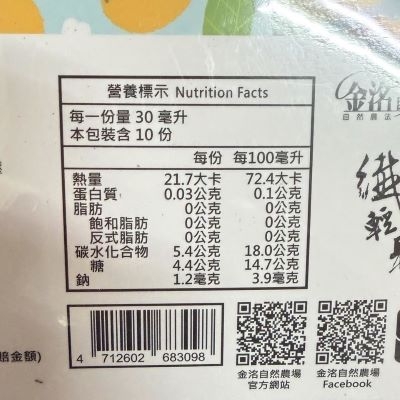 營養標示 Nutrition Facts
每一份量 30 毫升
本包裝含 10 份
每份 每100毫升
熱量 21.7大卡 72.4大卡
蛋白質 0.03公克 0.1公克
脂肪 0公克 0公克
飽和脂肪 0公克 0公克
反式脂肪 0公克 0公克
碳水化合物 5.4公克 18.0公克
糖 4.4公克 14.7公克
鈉 1.2毫克 3.9毫克
金洺
自然農法
纖
輕
賠金額)
4 712602 683098
金洺自然農場
官方網站
金洺自然農場
Facebook